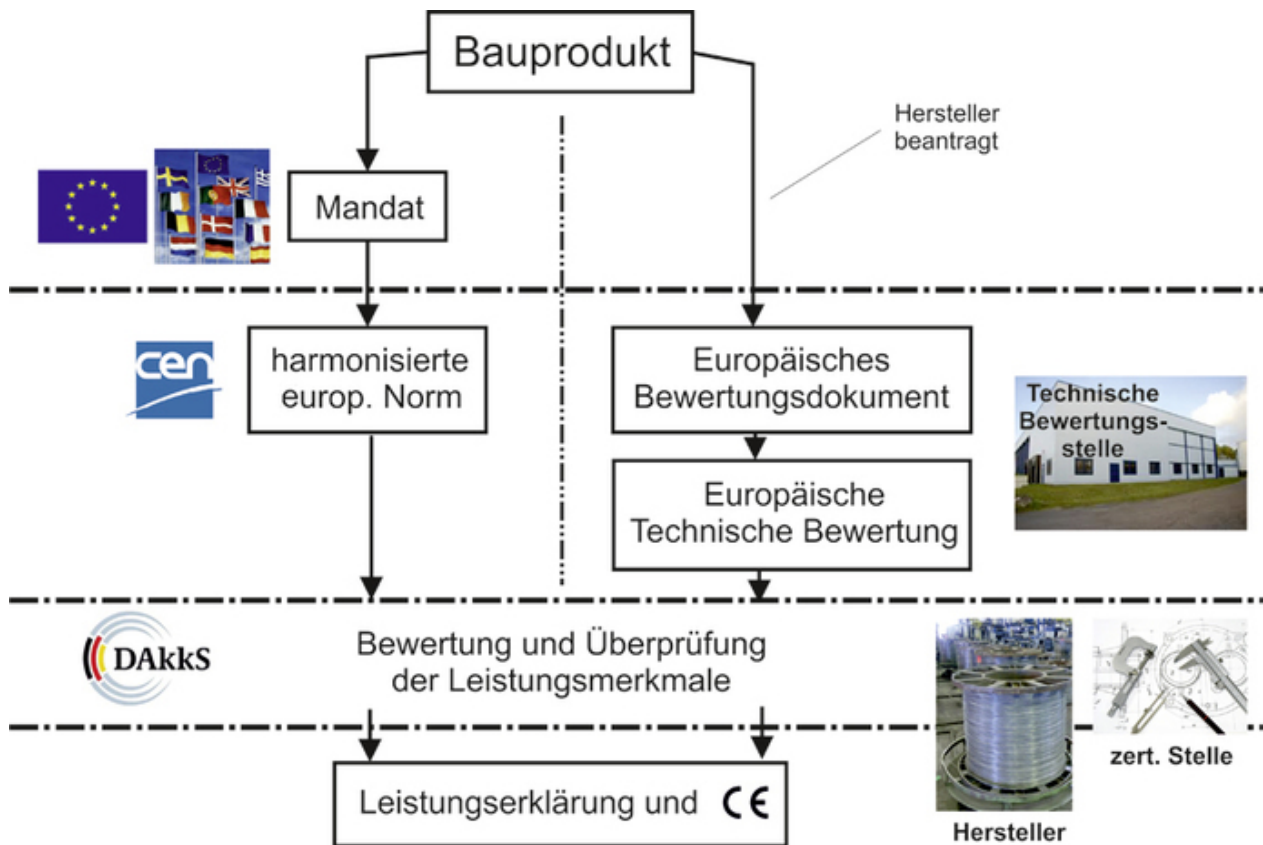 Bauprodukt
Hersteller
beantragt
Mandat
cen
harmonisierte
europ. Norm
Europäisches
Bewertungsdokument
Technische
Bewertungs-
stelle
Europäische
Technische Bewertung
DAkkS
Bewertung und Überprüfung
der Leistungsmerkmale
zert. Stelle
Leistungserklärung und CE
Hersteller